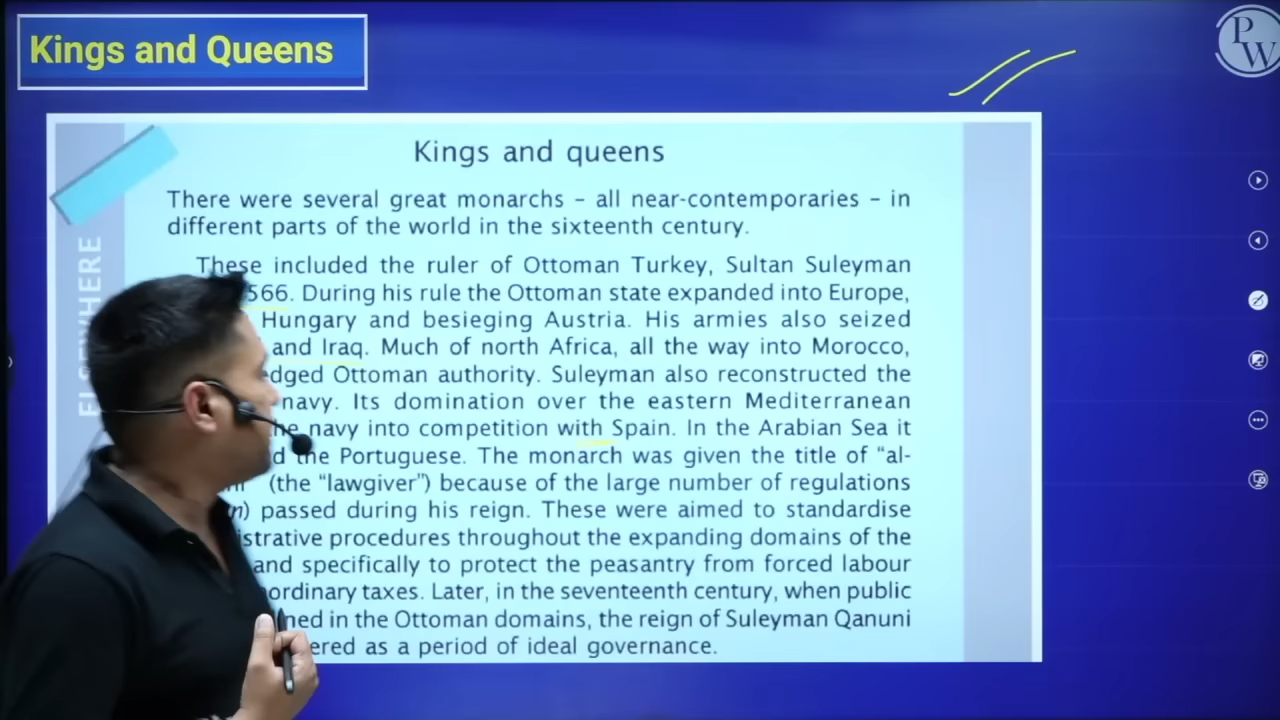 Kings and Queens
PW
Kings and queens
There were several great monarchs – all near-contemporaries – in
different parts of the world in the sixteenth century.
ELSEWHERE
These included the ruler of Ottoman Turkey, Sultan Suleyman
566. During his rule the Ottoman state expanded into Europe,
Hungary and besieging Austria. His armies also seized
and Iraq. Much of north Africa, all the way into Morocco,
edged Ottoman authority. Suleyman also reconstructed the
navy. Its domination over the eastern Mediterranean
he navy into competition with Spain. In the Arabian Sea it
d the Portuguese. The monarch was given the title of “al-
(the “lawgiver”) because of the large number of regulations
n) passed during his reign. These were aimed to standardise
istrative procedures throughout the expanding domains of the
and specifically to protect the peasantry from forced labour
ordinary taxes. Later, in the seventeenth century, when public
ned in the Ottoman domains, the reign of Suleyman Qanuni
ered as a period of ideal governance.